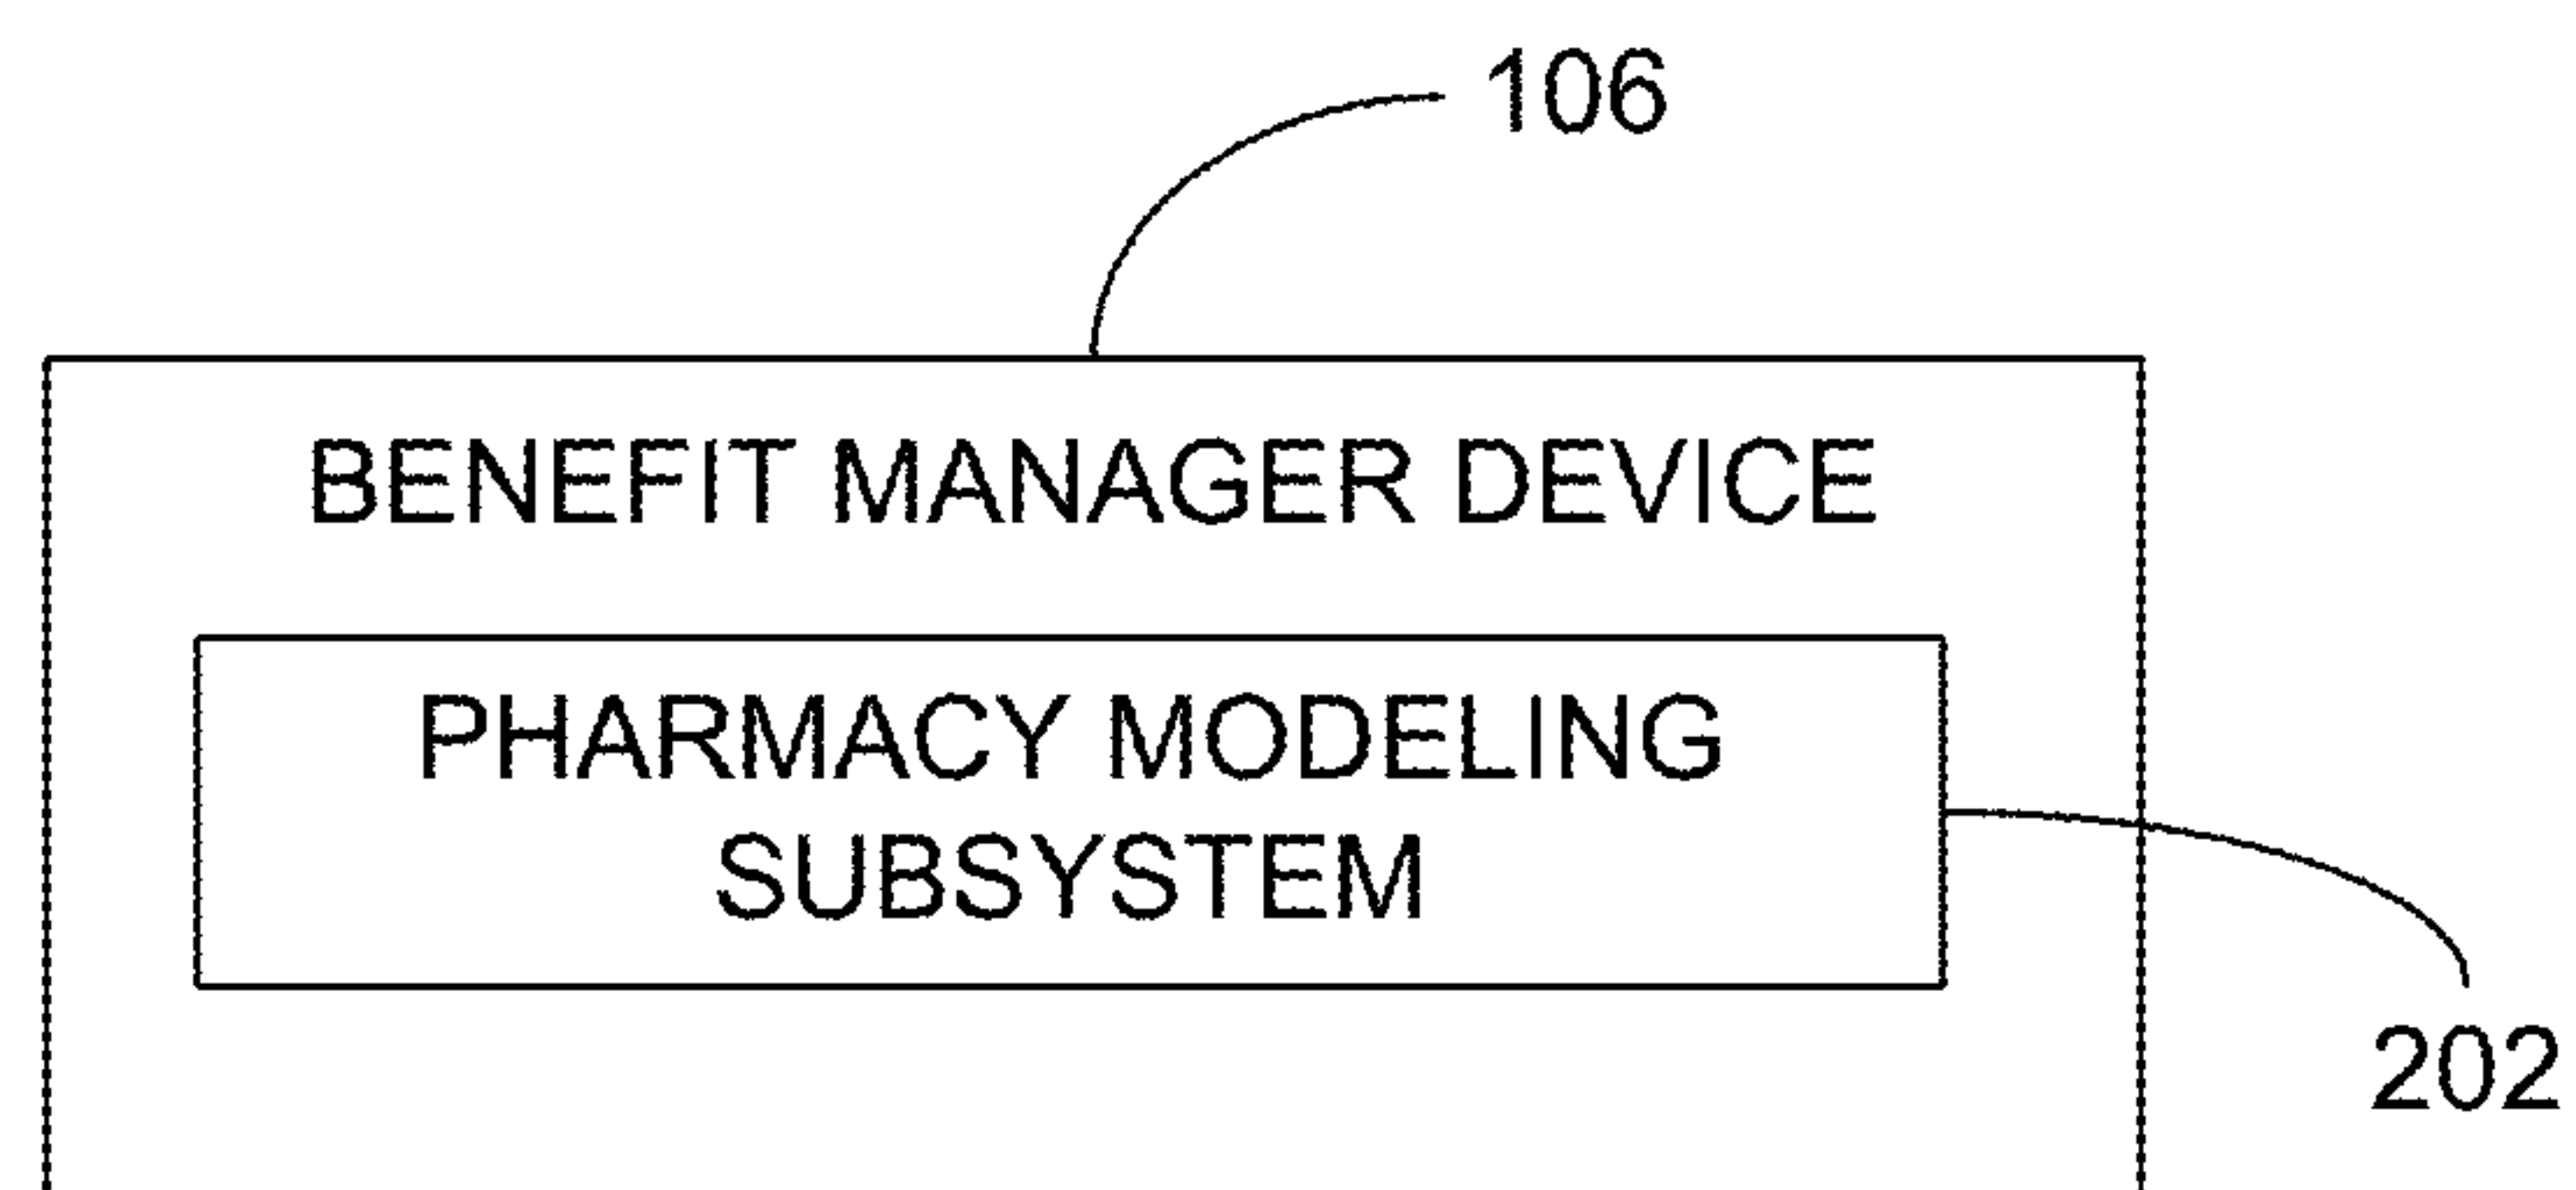 106
BENEFIT MANAGER DEVICE
PHARMACY MODELING
SUBSYSTEM
202